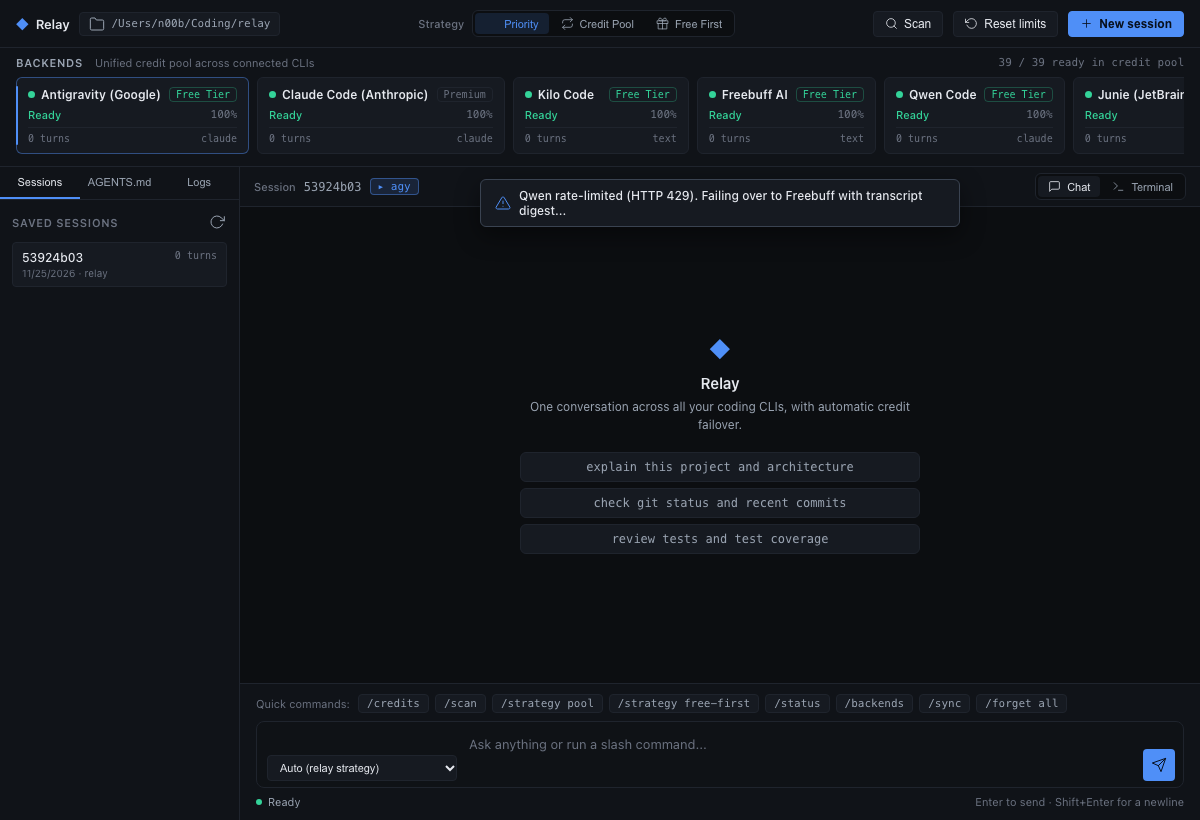 Relay
/Users/n00b/Coding/relay
Strategy
Priority
Credit Pool
Free First
Scan
Reset limits
+ New session
BACKENDS
Unified credit pool across connected CLIs
39 / 39 ready in credit pool
Antigravity (Google)
Free Tier
Ready
100%
0 turns
claude
Claude Code (Anthropic)
Premium
Ready
100%
0 turns
claude
Kilo Code
Free Tier
Ready
100%
0 turns
text
Freebuff AI
Free Tier
Ready
100%
0 turns
text
Qwen Code
Free Tier
Ready
100%
0 turns
claude
Junie (JetBrain
Ready
0 turns
Sessions
AGENTS.md
Logs
SAVED SESSIONS
53924b03
0 turns
11/25/2026 · relay
Session 53924b03
▸ agy
Qwen rate-limited (HTTP 429). Failing over to Freebuff with transcript
digest...
Chat
Terminal
Relay
One conversation across all your coding CLIs, with automatic credit
failover.
explain this project and architecture
check git status and recent commits
review tests and test coverage
Quick commands:
/credits
/scan
/strategy pool
/strategy free-first
/status
/backends
/sync
/forget all
Ask anything or run a slash command...
Auto (relay strategy)
Ready
Enter to send · Shift+Enter for a newline